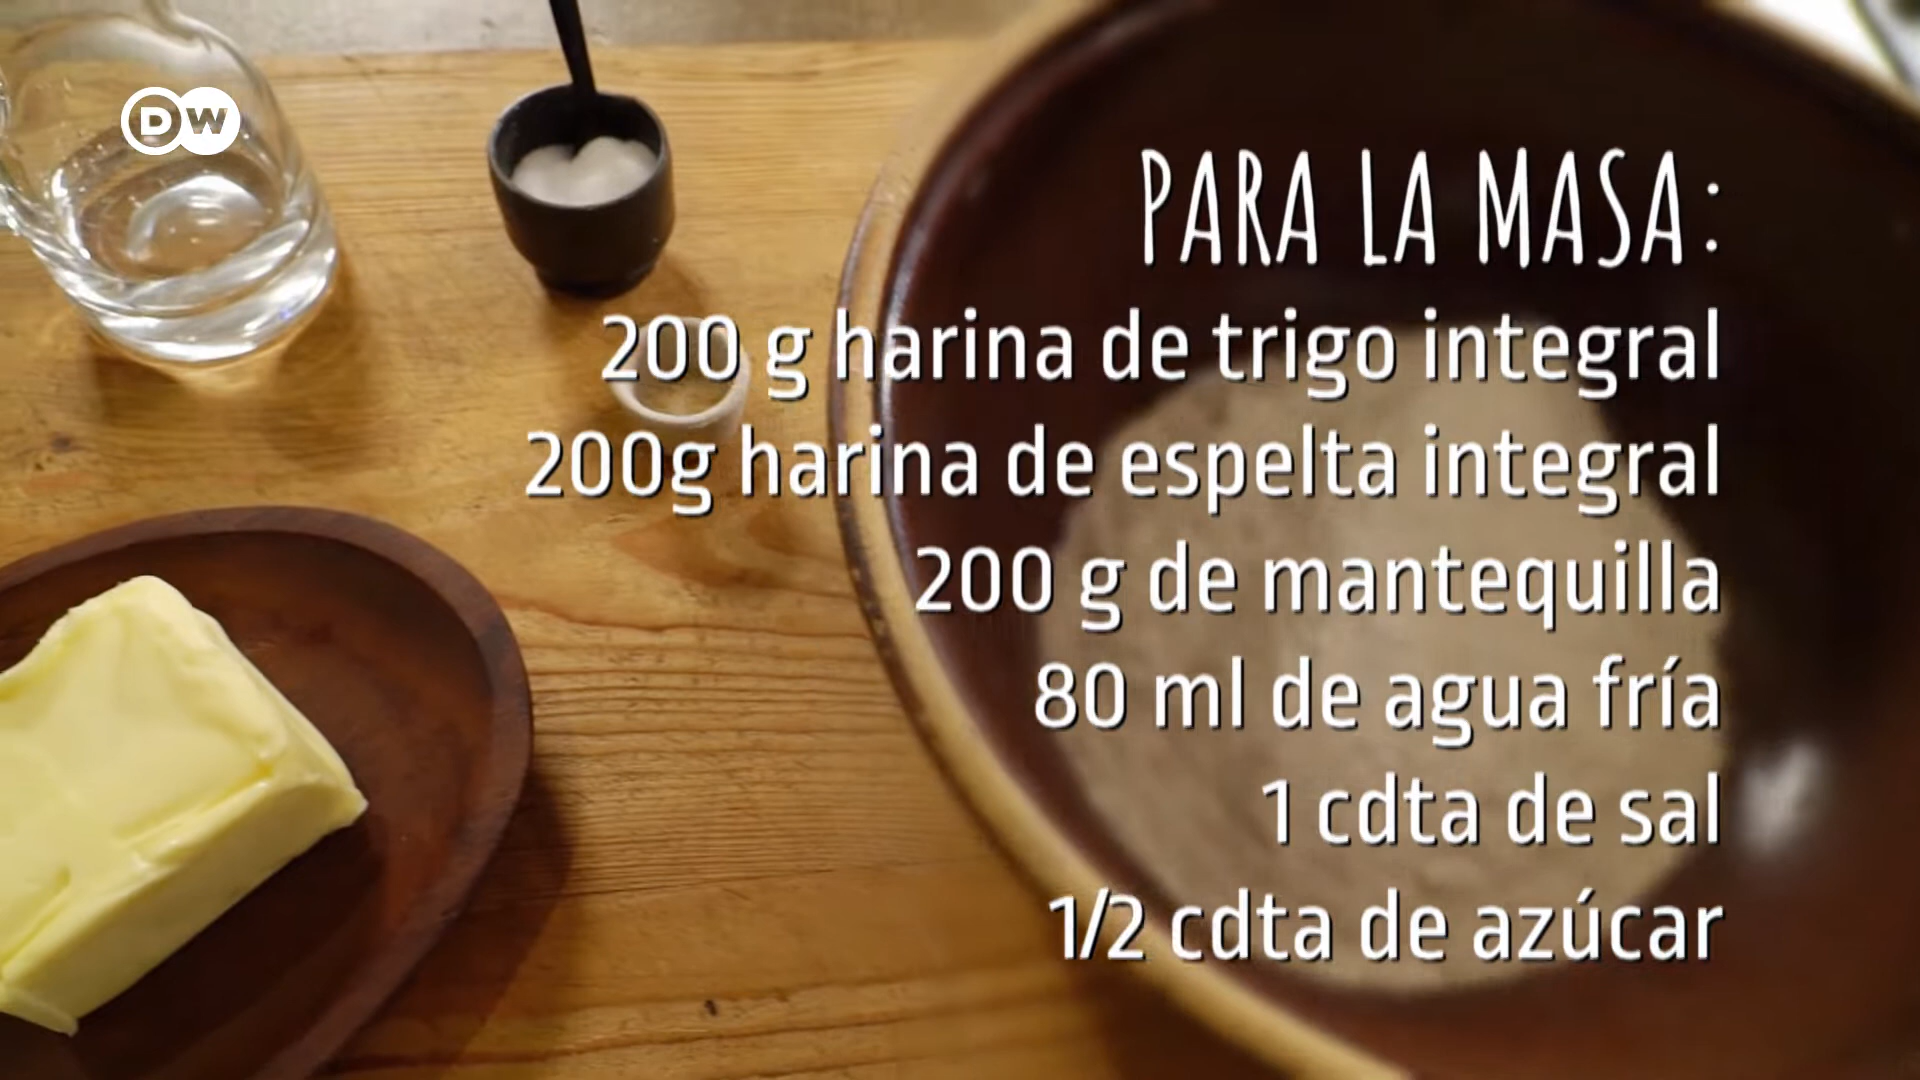 DW
PARA LA MASA:
200 g harina de trigo integral
200g harina de espelta integral
200 g de mantequilla
80 ml de agua fría
1 cdta de sal
1/2 cdta de azúcar